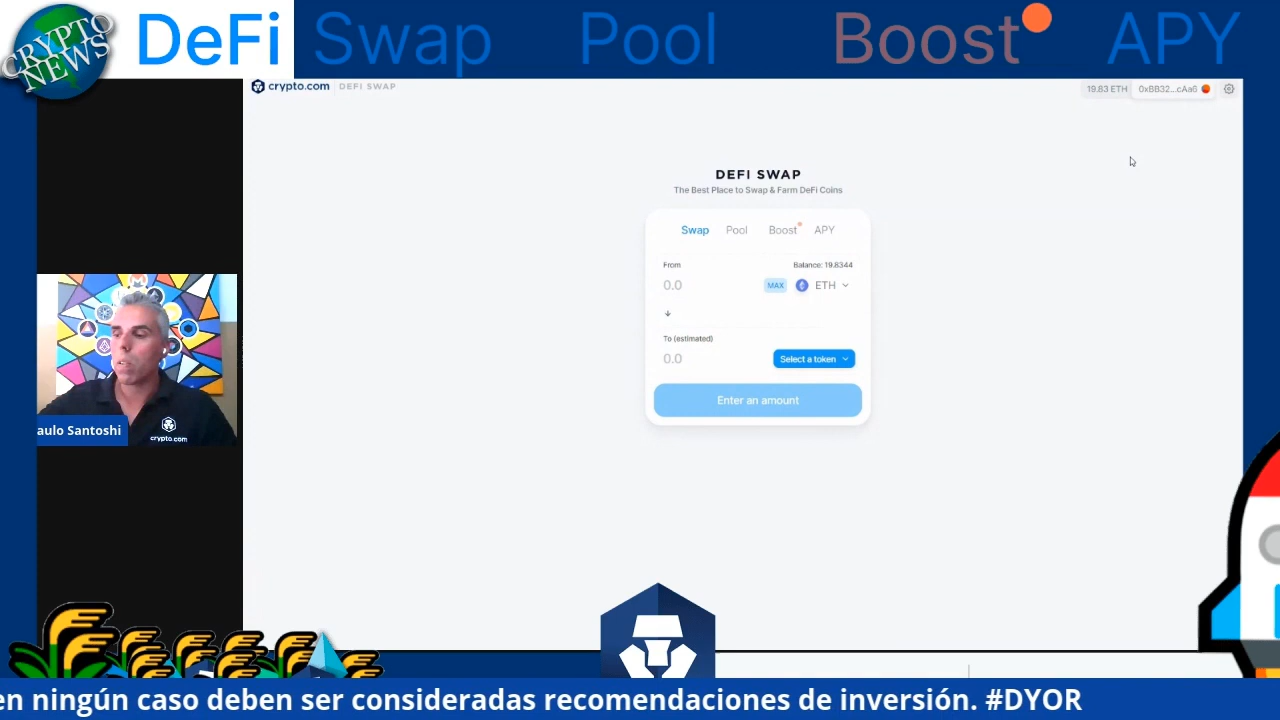 CRYPTO
NEWS
DeFi Swap Pool Boost APY
crypto.com DEFI SWAP
19.83 ETH 0xBB32...cAa6
DEFI SWAP
The Best Place to Swap & Farm DeFi Coins
Swap Pool Boost APY
From Balance: 19.8344
0.0 MAX ETH
To (estimated)
0.0 Select a token
Enter an amount
aulo Santoshi
crypto.com
en ningún caso deben ser consideradas recomendaciones de inversión. #DYOR